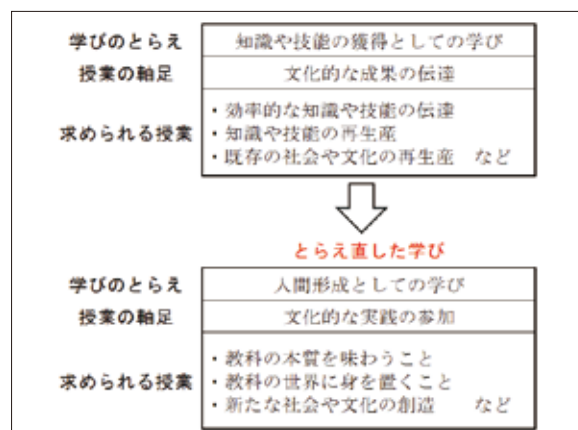 学びのとらえ 知識や技能の獲得としての学び
授業の軸足 文化的な成果の伝達
求められる授業
・効率的な知識や技能の伝達
・知識や技能の再生産
・既存の社会や文化の再生産 など
とらえ直した学び
学びのとらえ 人間形成としての学び
授業の軸足 文化的な実践の参加
求められる授業
・教科の本質を味わうこと
・教科の世界に身を置くこと
・新たな社会や文化の創造 など